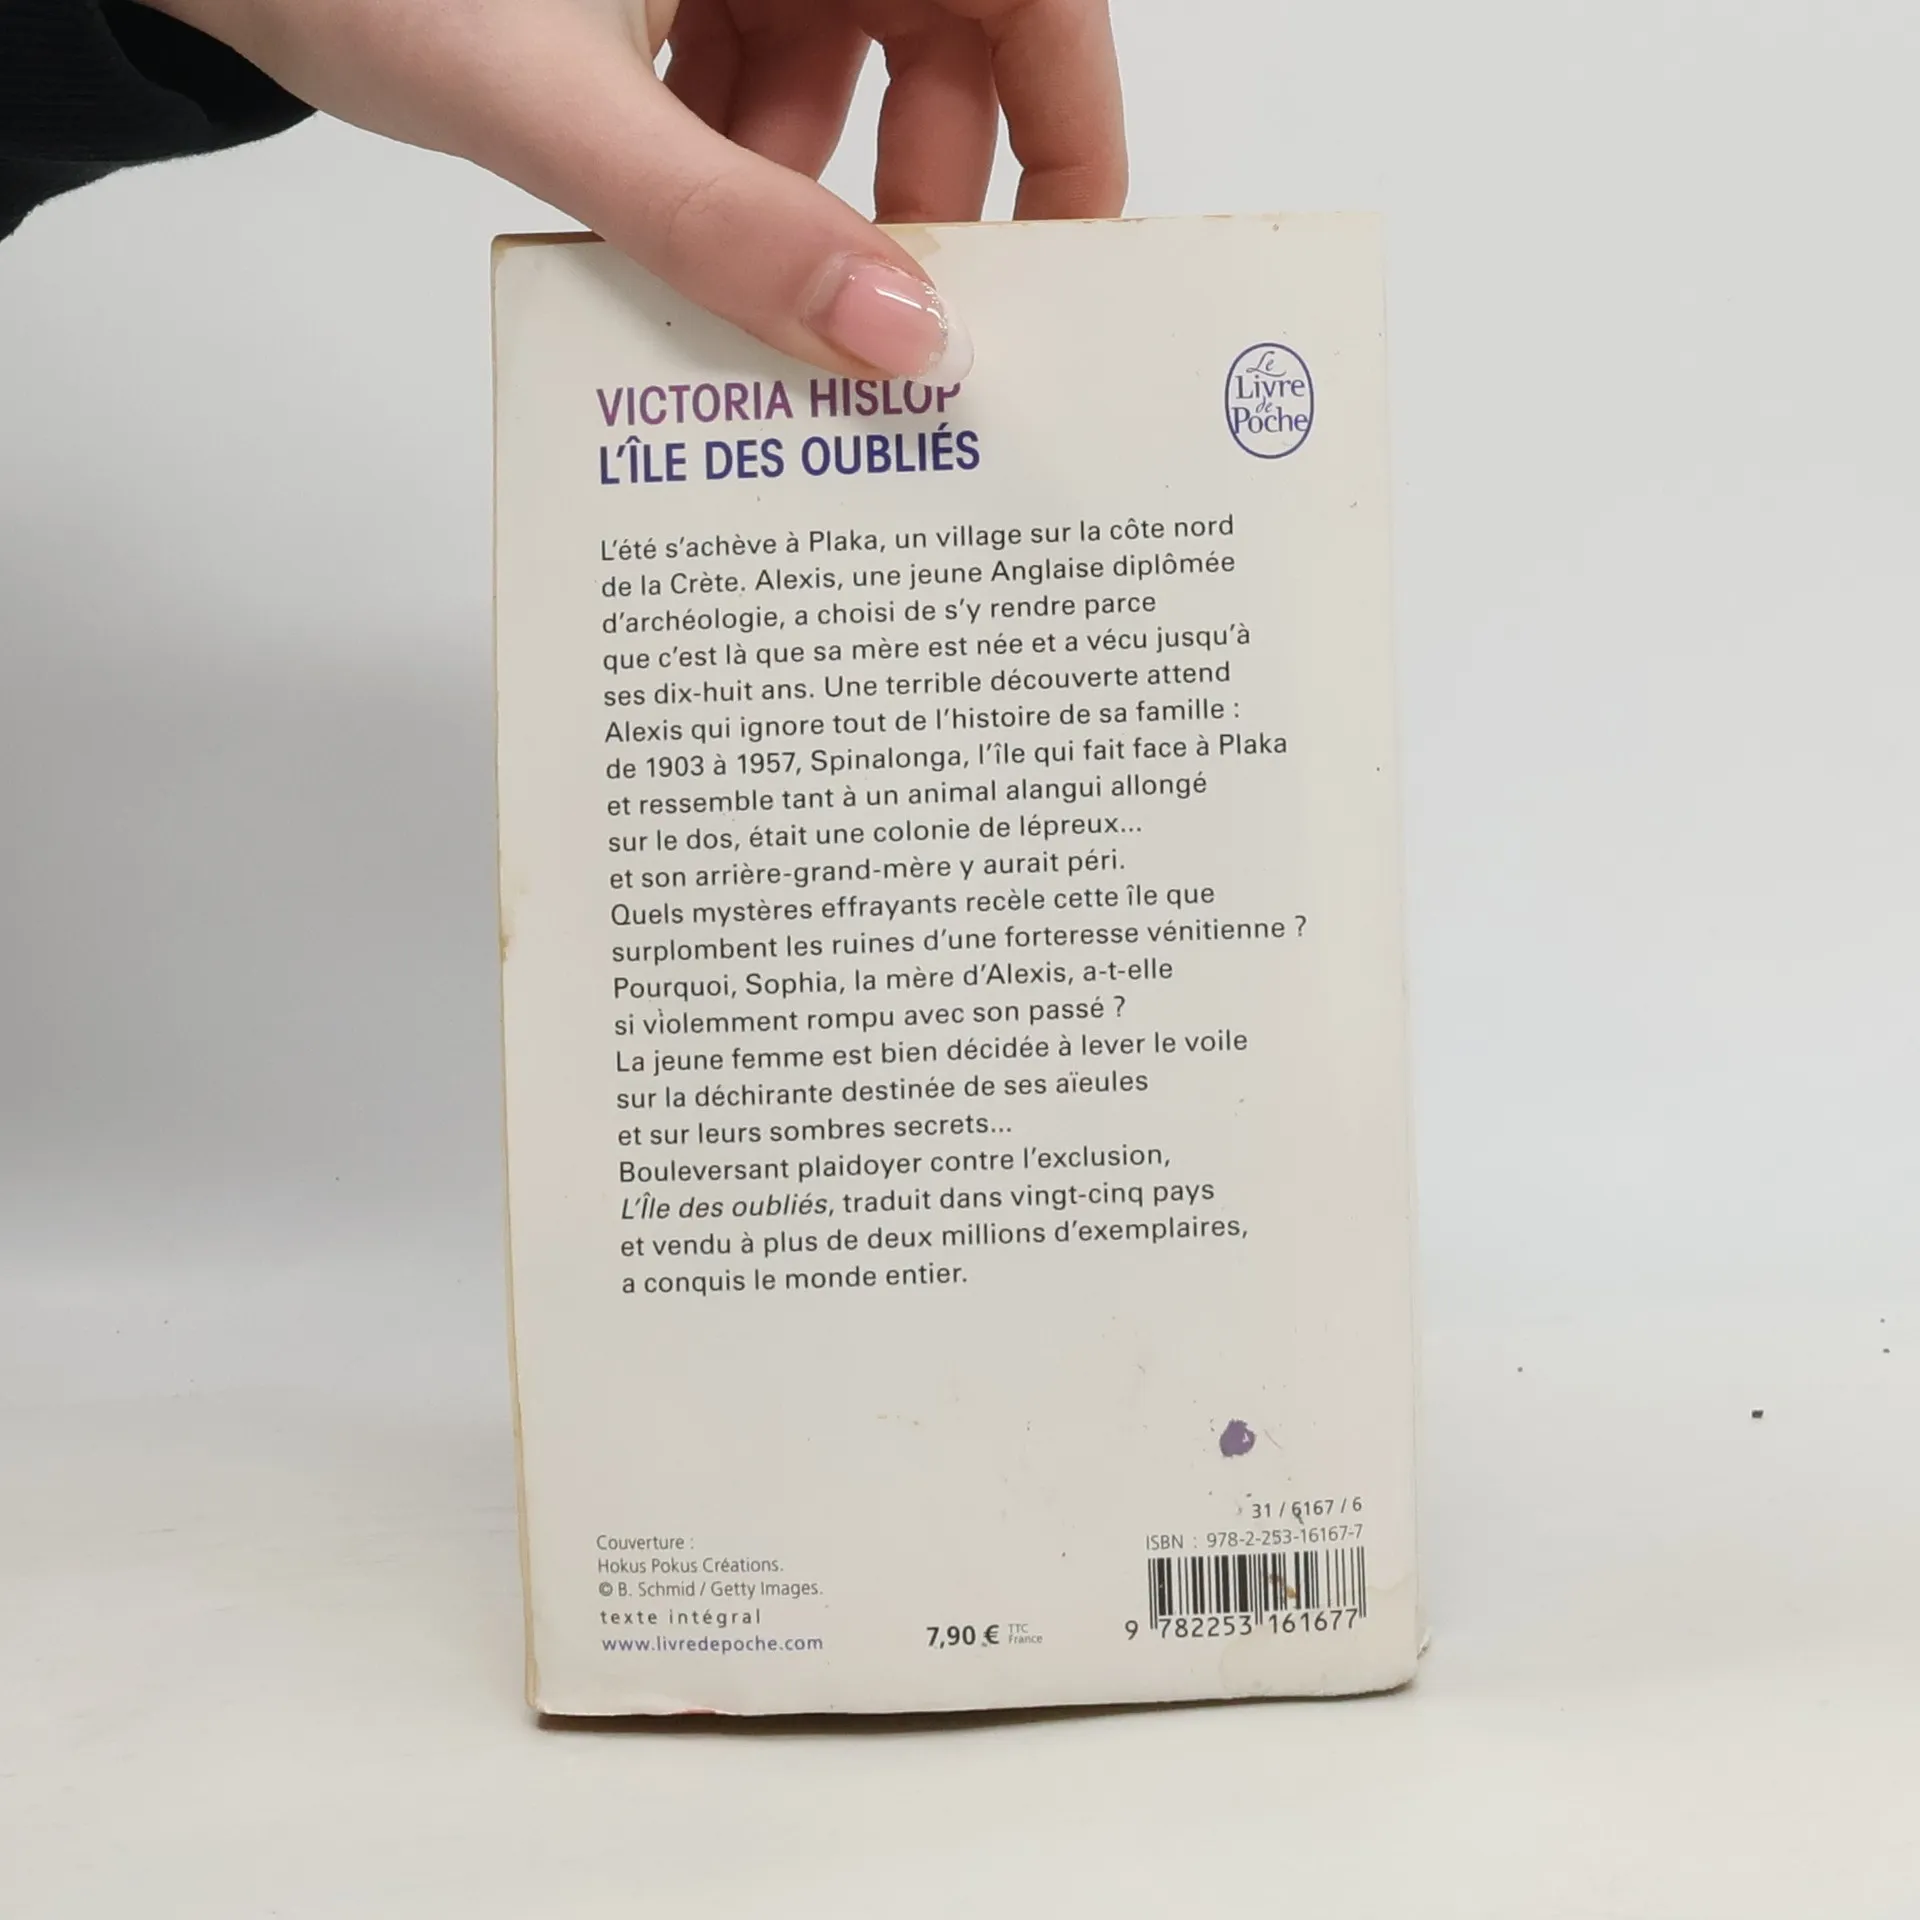 VICTORIA HISLOP
L'ÎLE DES OUBLIÉS
Le
Livre
de
Poche
L'été s'achève à Plaka, un village sur la côte nord
de la Crète. Alexis, une jeune Anglaise diplômée
d'archéologie, a choisi de s'y rendre parce
que c'est là que sa mère est née et a vécu jusqu'à
ses dix-huit ans. Une terrible découverte attend
Alexis qui ignore tout de l'histoire de sa famille :
de 1903 à 1957, Spinalonga, l'île qui fait face à Plaka
et ressemble tant à un animal alangui allongé
sur le dos, était une colonie de lépreux...
et son arrière-grand-mère y aurait péri.
Quels mystères effrayants recèle cette île que
surplombent les ruines d'une forteresse vénitienne ?
Pourquoi, Sophia, la mère d'Alexis, a-t-elle
si violemment rompu avec son passé ?
La jeune femme est bien décidée à lever le voile
sur la déchirante destinée de ses aïeules
et sur leurs sombres secrets...
Bouleversant plaidoyer contre l'exclusion,
L'Île des oubliés, traduit dans vingt-cinq pays
et vendu à plus de deux millions d'exemplaires,
a conquis le monde entier.
Couverture :
Hokus Pokus Créations.
© B. Schmid / Getty Images.
texte intégral
www.livredepoche.com
7,90 € TTC
France
31 / 6167 / 6
ISBN : 978-2-253-16167-7
9 782253 161677